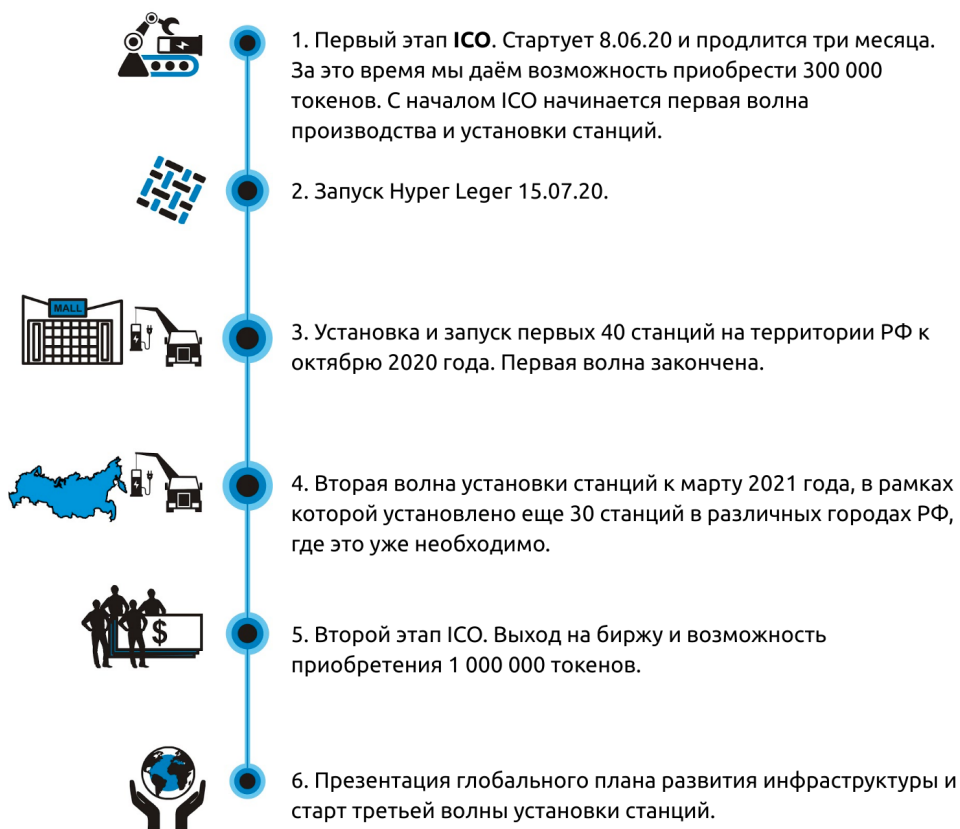 1. Первый этап ICO. Стартует 8.06.20 и продлится три месяца.
За это время мы даём возможность приобрести 300 000
токенов. С началом ICO начинается первая волна
производства и установки станций.
2. Запуск Hyper Leger 15.07.20.
MALL
3. Установка и запуск первых 40 станций на территории РФ к
октябрю 2020 года. Первая волна закончена.
4. Вторая волна установки станций к марту 2021 года, в рамках
которой установлено еще 30 станций в различных городах РФ,
где это уже необходимо.
$
5. Второй этап ICO. Выход на биржу и возможность
приобретения 1 000 000 токенов.
6. Презентация глобального плана развития инфраструктуры и
старт третьей волны установки станций.